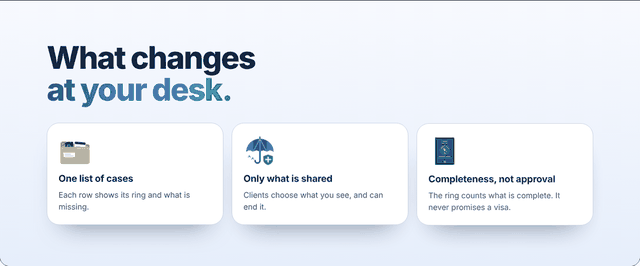 What changes
at your desk.
One list of cases
Each row shows its ring and what is
missing.
Only what is shared
Clients choose what you see, and can
end it.
Completeness, not approval
The ring counts what is complete. It
never promises a visa.